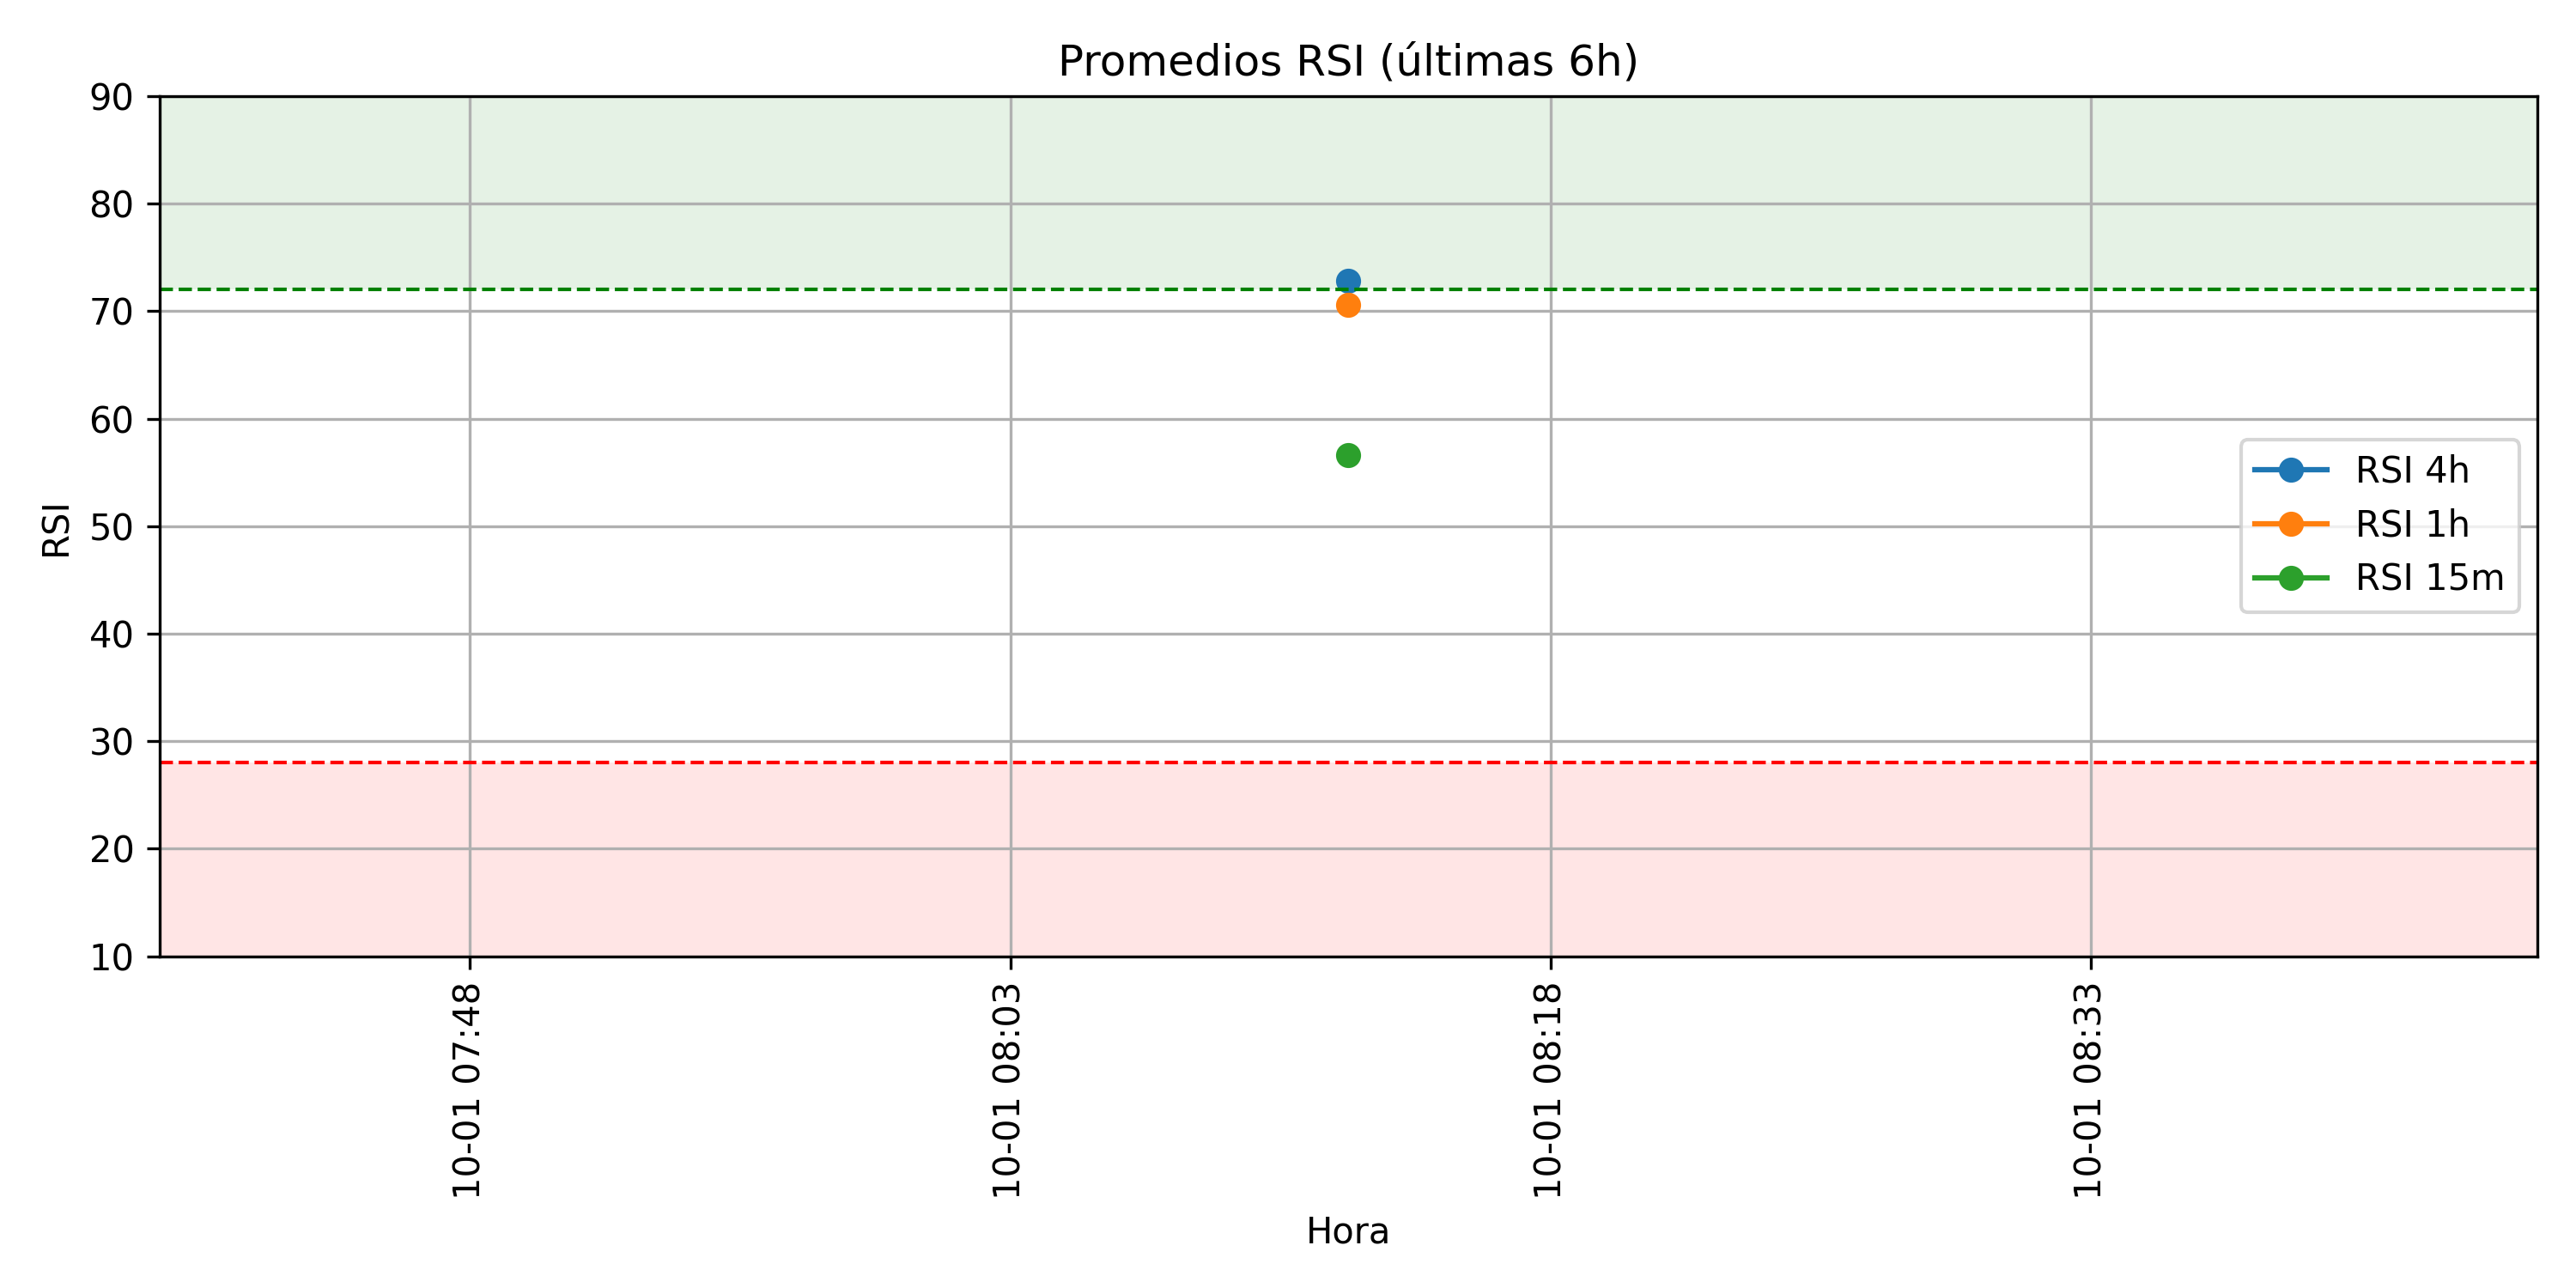 Promedios RSI (últimas 6h)
90
80
70
60
50
40
30
20
10
RSI
RSI 4h
RSI 1h
RSI 15m
10-01 07:48
10-01 08:03
10-01 08:18
10-01 08:33
Hora